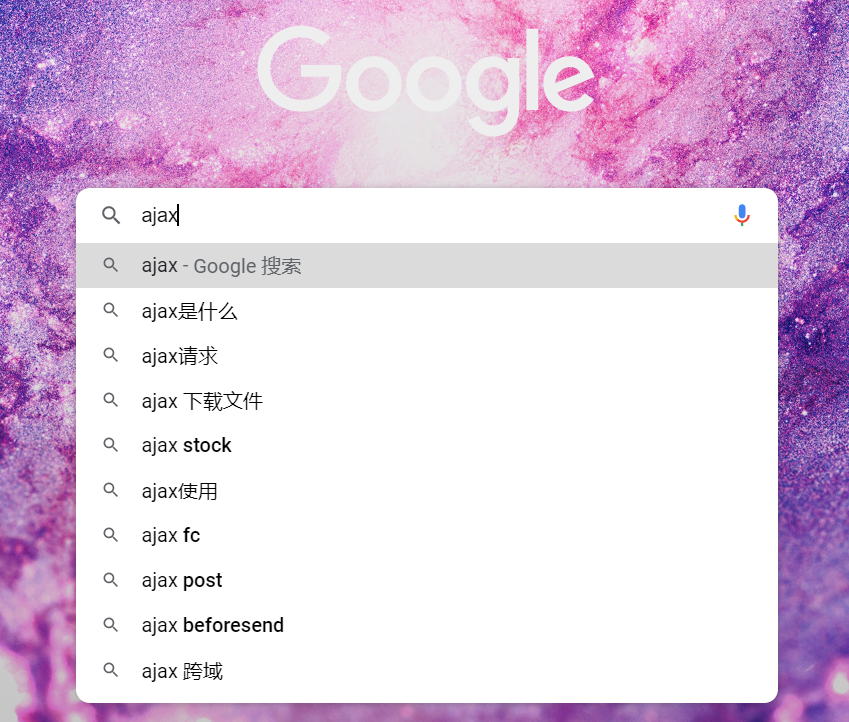 Google
ajax
ajax - Google 搜索
ajax是什么
ajax请求
ajax 下载文件
ajax stock
ajax使用
ajax fc
ajax post
ajax beforesend
ajax 跨域